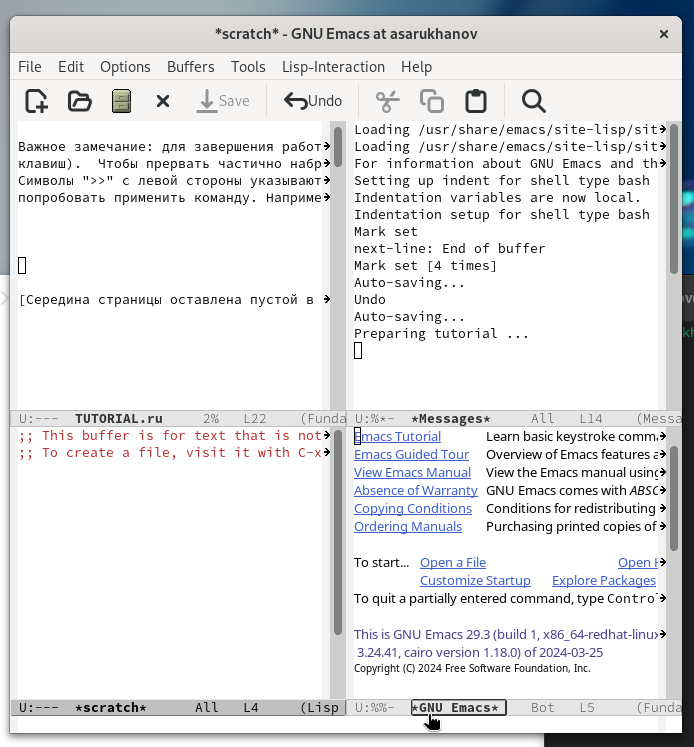 *scratch* - GNU Emacs at asarukhanov
File Edit Options Buffers Tools Lisp-Interaction Help
Save Undo
Важное замечание: для завершения работ
клавиш).  Чтобы прервать частично набр
Символы ">>" с левой стороны указывают
попробовать применить команду. Наприме
[Середина страницы оставлена пустой в
U:---  TUTORIAL.ru     2%   L22    (Funda
Loading /usr/share/emacs/site-lisp/sit
Loading /usr/share/emacs/site-lisp/sit
For information about GNU Emacs and th
Setting up indent for shell type bash
Indentation variables are now local.
Indentation setup for shell type bash
Mark set
next-line: End of buffer
Mark set [4 times]
Auto-saving...
Undo
Auto-saving...
Preparing tutorial ...
U:%*-  *Messages*     All   L14    (Messa
;; This buffer is for text that is not
;; To create a file, visit it with C-x
U:---  *scratch*      All   L4     (Lisp
Emacs Tutorial Learn basic keystroke comma
Emacs Guided Tour Overview of Emacs features a
View Emacs Manual View the Emacs manual using
Absence of Warranty GNU Emacs comes with ABSO
Copying Conditions Conditions for redistributing
Ordering Manuals Purchasing printed copies of
To start... Open a File Open H
Customize Startup Explore Packages
To quit a partially entered command, type Control
This is GNU Emacs 29.3 (build 1, x86_64-redhat-linux
3.24.41, cairo version 1.18.0) of 2024-03-25
Copyright (C) 2024 Free Software Foundation, Inc.
U:%%-  *GNU Emacs*    Bot   L5     (Funda